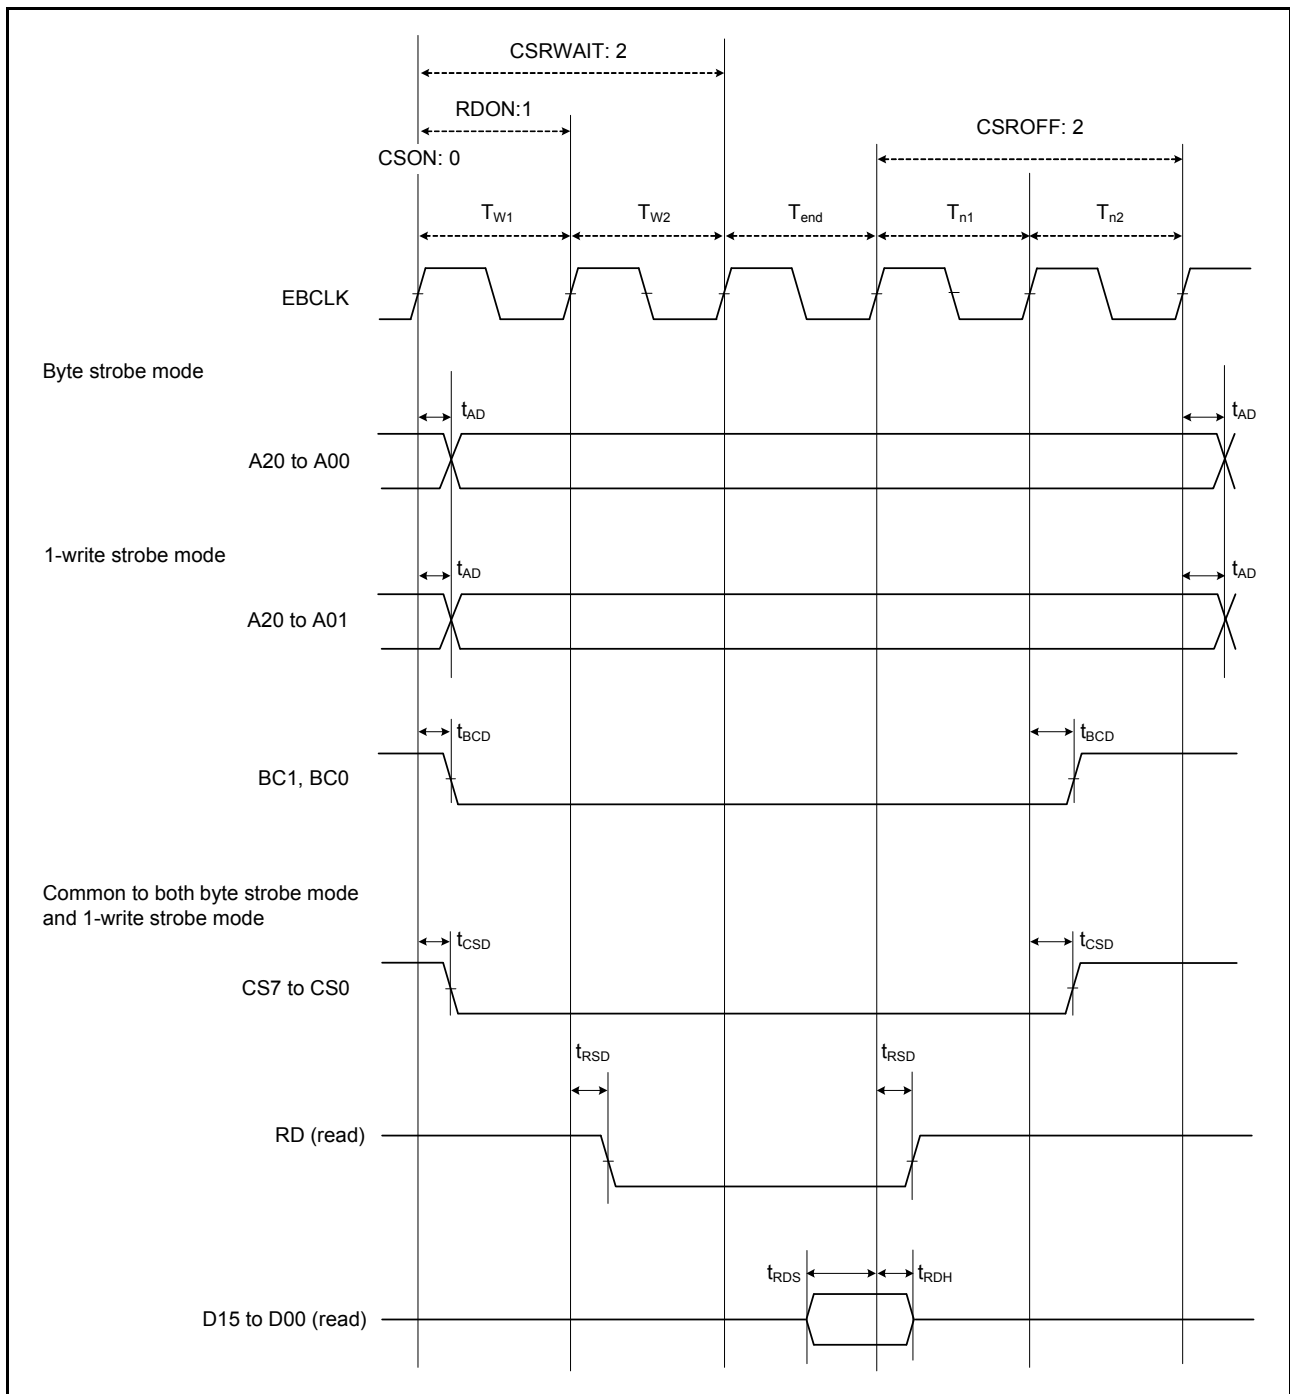 CSRWAIT: 2
RDON:1
CSROFF: 2
CSON: 0
TW1 TW2 Tend Tn1 Tn2
EBCLK
Byte strobe mode
tAD tAD
A20 to A00
1-write strobe mode
tAD tAD
A20 to A01
tBCD tBCD
BC1, BC0
Common to both byte strobe mode
and 1-write strobe mode
tCSD tCSD
CS7 to CS0
tRSD tRSD
RD (read)
tRDS tRDH
D15 to D00 (read)